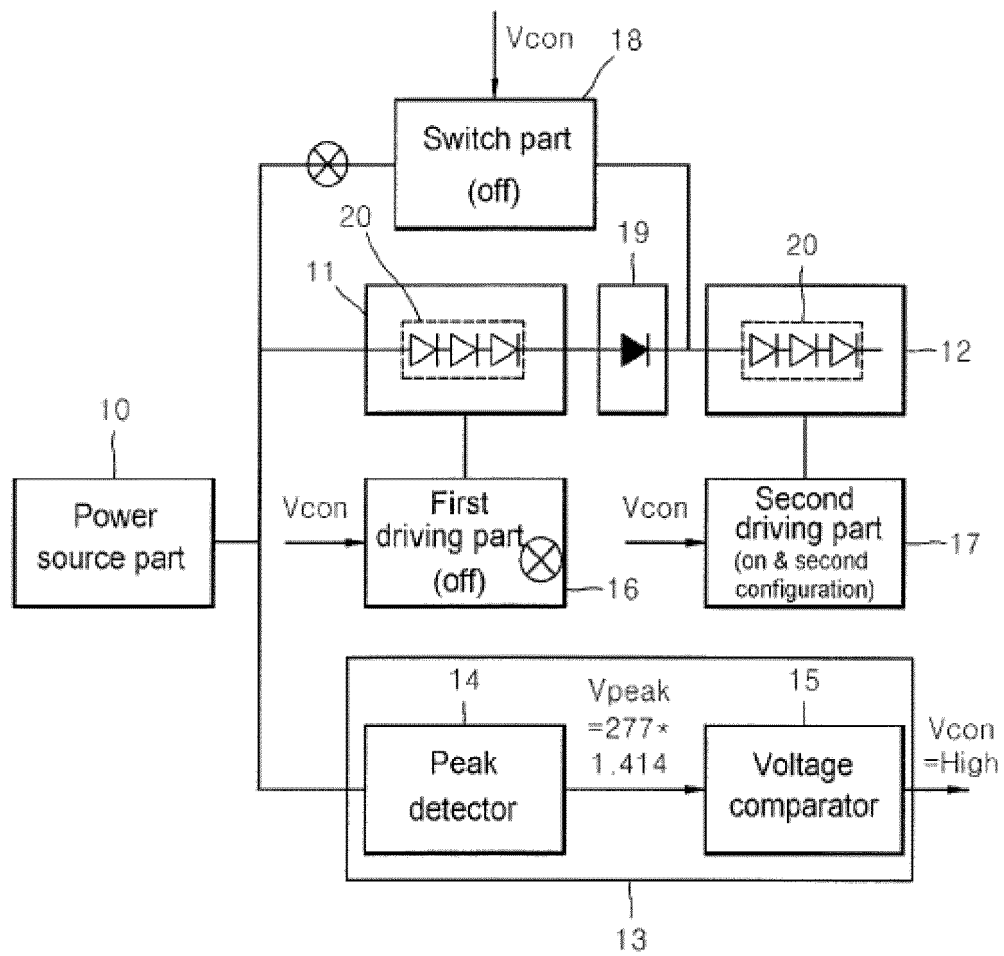 Vcon
18
Switch part
(off)
20
11
19
20
12
10
Power
source part
Vcon
First
driving part
(off)
16
Vcon
Second
driving part
(on & second
configuration)
17
14
Vpeak
=277*
1.414
15
Vcon
=High
Peak
detector
Voltage
comparator
13